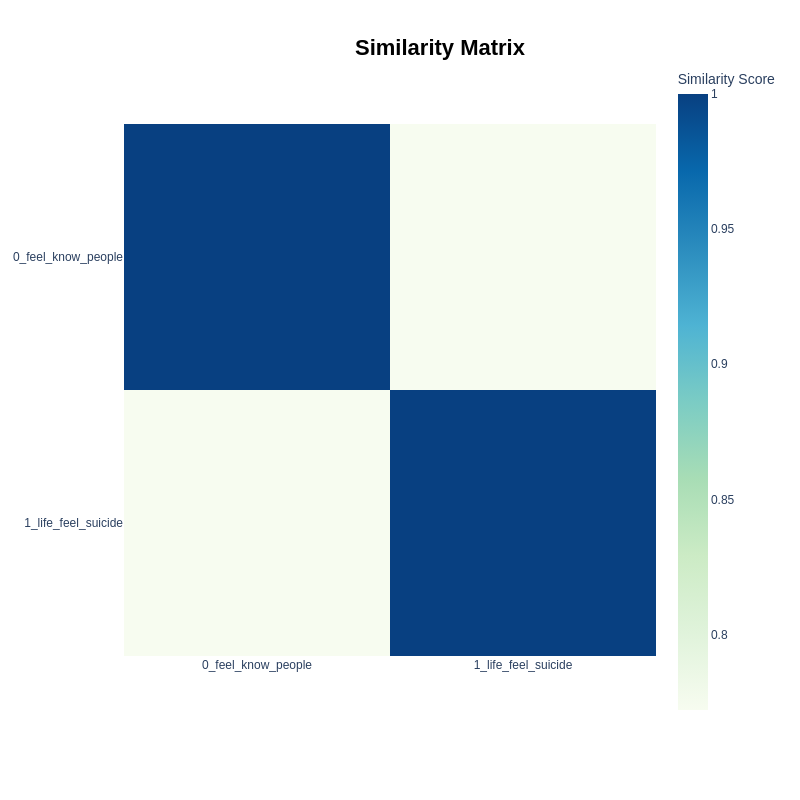 Similarity Matrix
Similarity Score
1
0.95
0.9
0.85
0.8
0_feel_know_people
1_life_feel_suicide
0_feel_know_people
1_life_feel_suicide